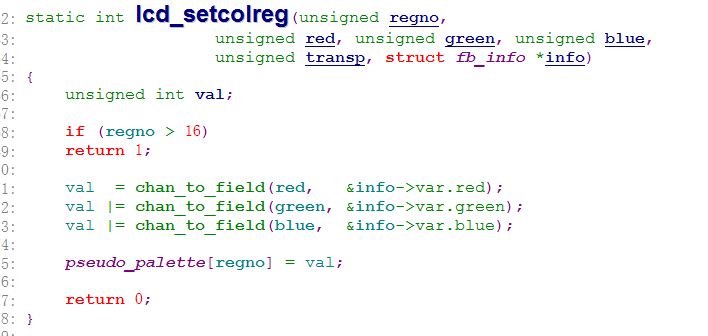 2: static int lcd_setcolreg(unsigned regno,
3:                    unsigned red, unsigned green, unsigned blue,
4:                    unsigned transp, struct fb_info *info)
5: {
6:     unsigned int val;
7:
8:     if (regno > 16)
9:     return 1;
0:
1:     val  = chan_to_field(red,   &info->var.red);
2:     val |= chan_to_field(green, &info->var.green);
3:     val |= chan_to_field(blue,  &info->var.blue);
4:
5:     pseudo_palette[regno] = val;
6:
7:     return 0;
8: }